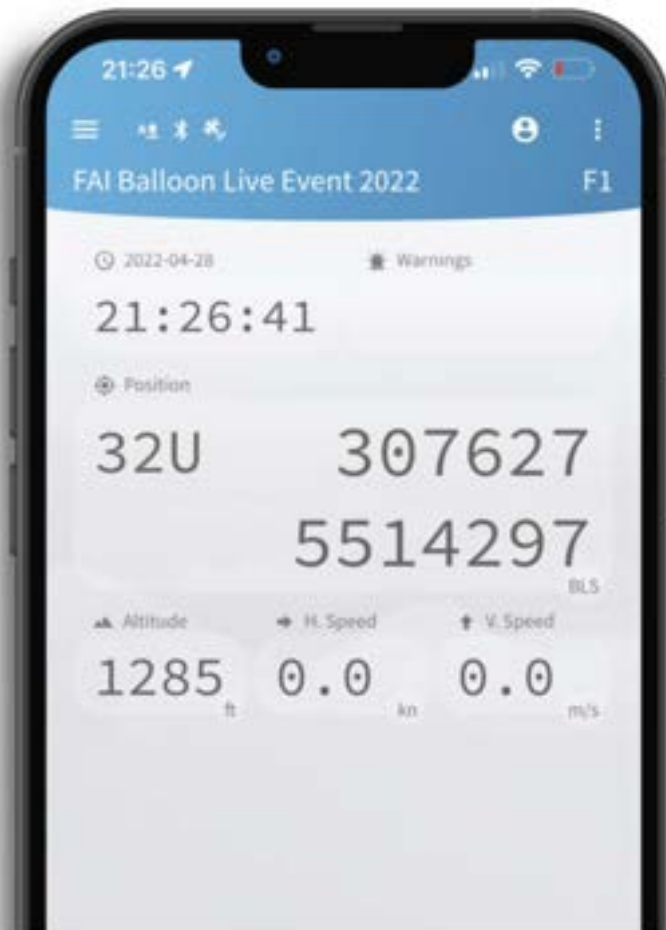 21:26
FAI Balloon Live Event 2022 F1
2022-04-28 Warnings
21:26:41
Position
32U 307627
5514297
BLS
Altitude H. Speed V. Speed
1285 0.0 0.0
ft kn m/s